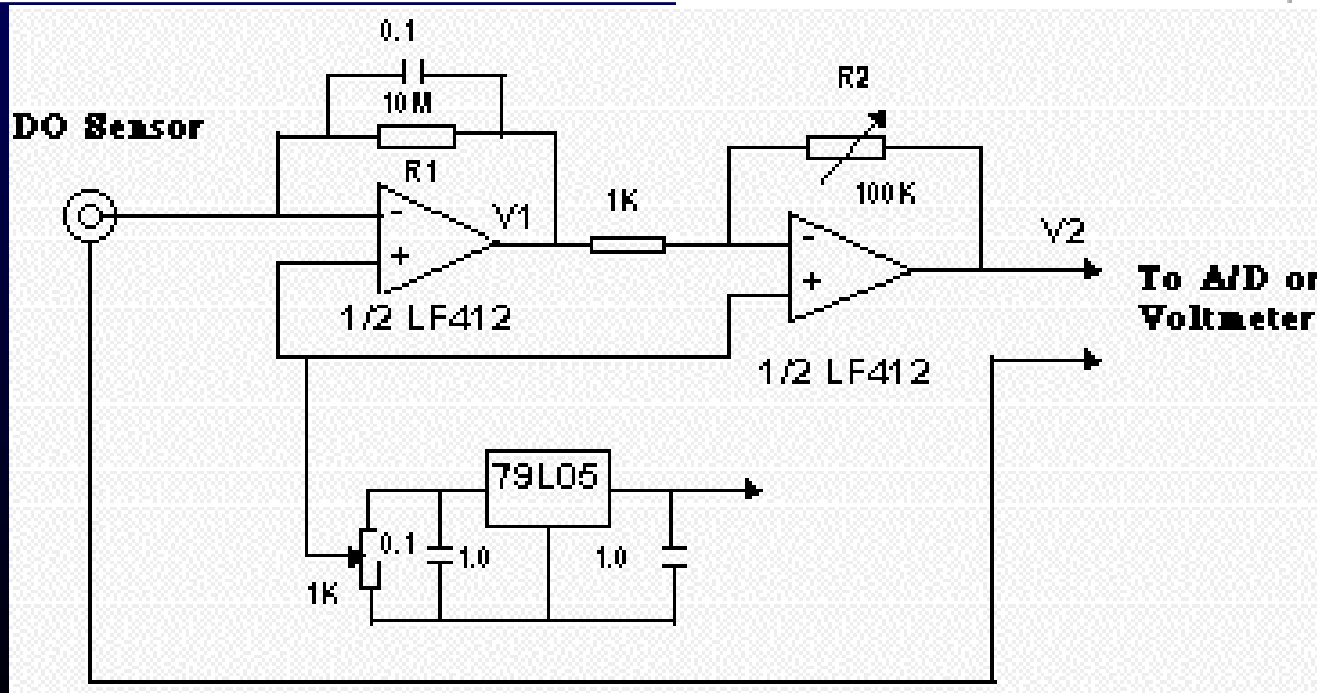 0.1
R2
DO Sensor
10M
R1
1K
100K
V1
V2
-
-
+
+
To A/D or
Voltmeter
1/2 LF412
1/2 LF412
79L05
0.1
1.0
1.0
1K